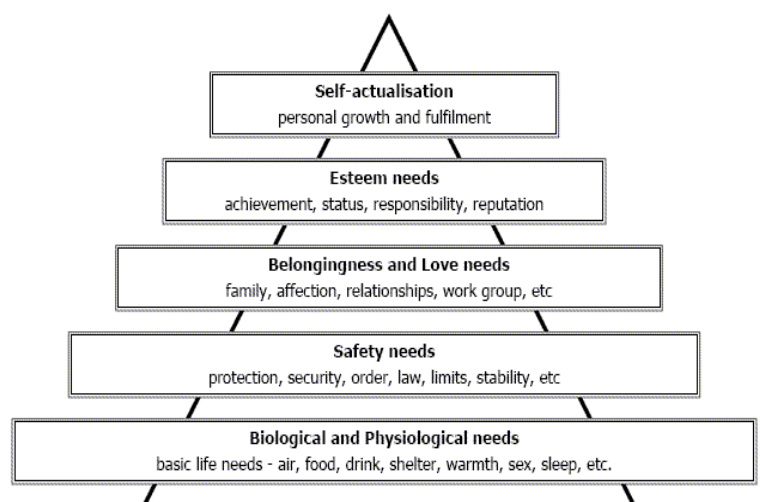 Self-actualisation
personal growth and fulfilment
Esteem needs
achievement, status, responsibility, reputation
Belongingness and Love needs
family, affection, relationships, work group, etc
Safety needs
protection, security, order, law, limits, stability, etc
Biological and Physiological needs
basic life needs - air, food, drink, shelter, warmth, sex, sleep, etc.